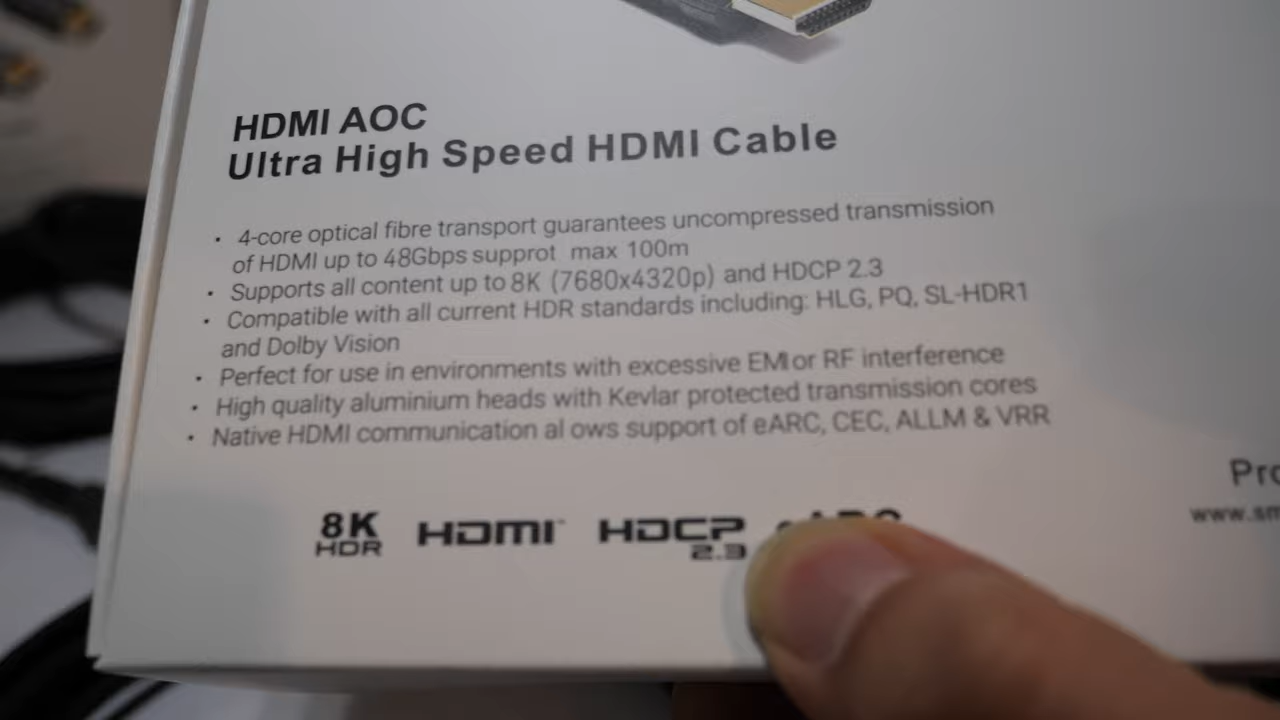 HDMI AOC
Ultra High Speed HDMI Cable
· 4-core optical fibre transport guarantees uncompressed transmission
of HDMI up to 48Gbps supprot max 100m
· Supports all content up to 8K (7680x4320p) and HDCP 2.3
· Compatible with all current HDR standards including: HLG, PQ, SL-HDR1
and Dolby Vision
· Perfect for use in environments with excessive EMI or RF interference
· High quality aluminium heads with Kevlar protected transmission cores
· Native HDMI communication al ows support of eARC, CEC, ALLM & VRR
8K
HDR
HDMI
HDCP
2.3